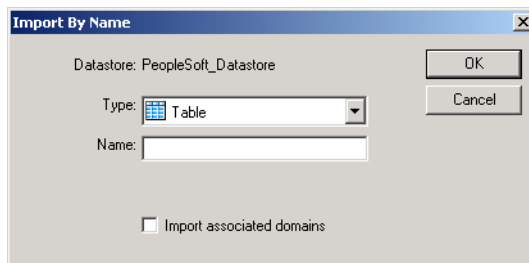 Import By Name
Datastore: PeopleSoft_Datastore
OK
Type: Table
Cancel
Name:
Import associated domains